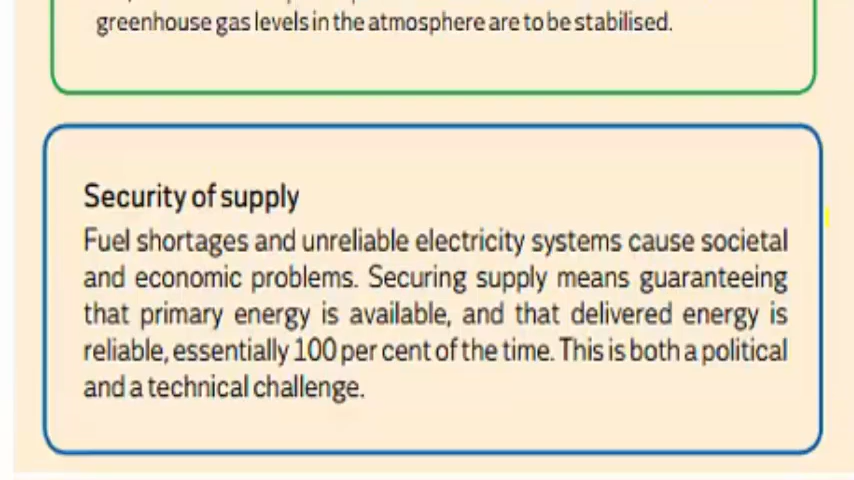 greenhouse gas levels in the atmosphere are to be stabilised.
Security of supply
Fuel shortages and unreliable electricity systems cause societal
and economic problems. Securing supply means guaranteeing
that primary energy is available, and that delivered energy is
reliable, essentially 100 per cent of the time. This is both a political
and a technical challenge.